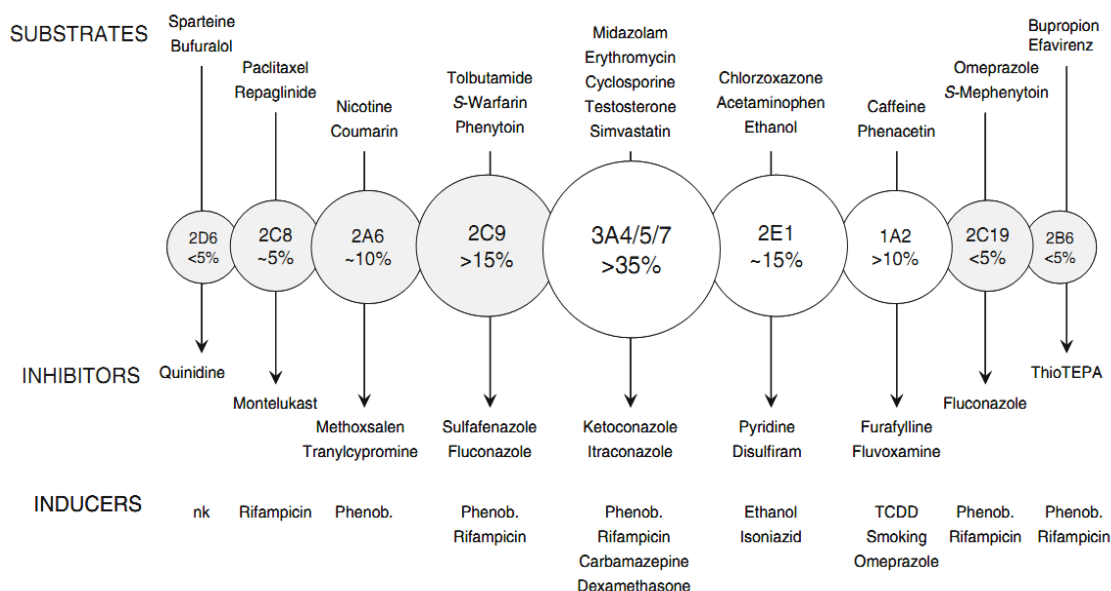 SUBSTRATES
Sparteine
Bufuralol
Paclitaxel
Repaglinide
Nicotine
Coumarin
Tolbutamide
S-Warfarin
Phenytoin
Midazolam
Erythromycin
Cyclosporine
Testosterone
Simvastatin
Chlorzoxazone
Acetaminophen
Ethanol
Caffeine
Phenacetin
Omeprazole
S-Mephenytoin
Bupropion
Efavirenz
2D6
<5%
2C8
~5%
2A6
~10%
2C9
>15%
3A4/5/7
>35%
2E1
~15%
1A2
>10%
2C19
<5%
2B6
<5%
INHIBITORS
Quinidine
Montelukast
Methoxsalen
Tranylcypromine
Sulfafenazole
Fluconazole
Ketoconazole
Itraconazole
Pyridine
Disulfiram
Furafylline
Fluvoxamine
Fluconazole
ThioTEPA
INDUCERS
nk
Rifampicin
Phenob.
Phenob.
Rifampicin
Phenob.
Rifampicin
Carbamazepine
Dexamethasone
Ethanol
Isoniazid
TCDD
Smoking
Omeprazole
Phenob.
Rifampicin
Phenob.
Rifampicin